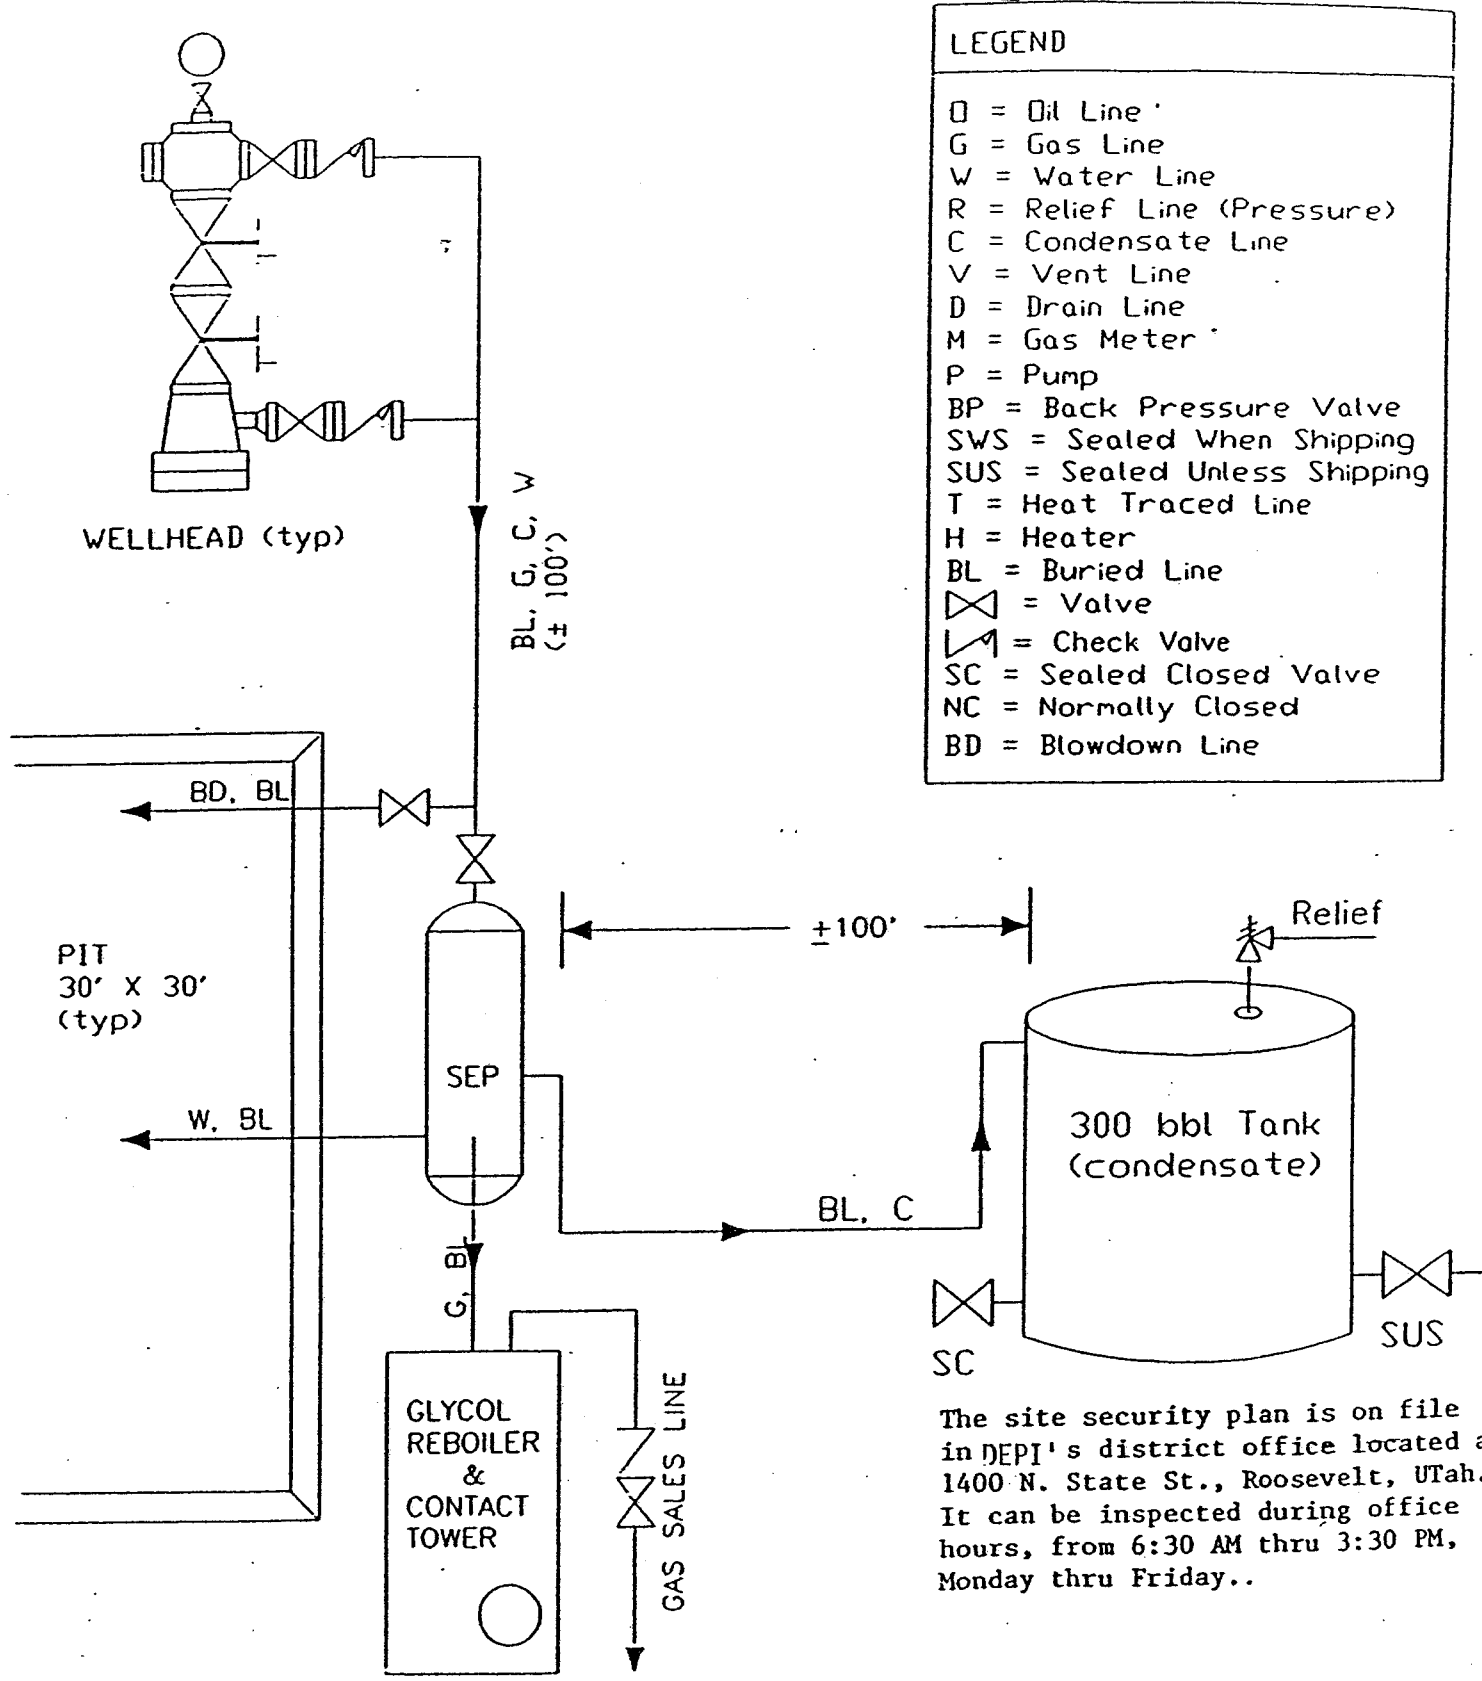 LEGEND
O = Oil Line
G = Gas Line
W = Water Line
R = Relief Line (Pressure)
C = Condensate Line
V = Vent Line
D = Drain Line
M = Gas Meter
P = Pump
BP = Back Pressure Valve
SWS = Sealed When Shipping
SUS = Sealed Unless Shipping
T = Heat Traced Line
H = Heater
BL = Buried Line
= Valve
= Check Valve
SC = Sealed Closed Valve
NC = Normally Closed
BD = Blowdown Line
WELLHEAD (typ)
BL, G, C, W
(± 100')
BD, BL
PIT
30' X 30'
(typ)
W, BL
SEP
±100'
Relief
300 bbl Tank
(condensate)
BL, C
G, BL
SC
SUS
GLYCOL
REBOILER
&
CONTACT
TOWER
GAS SALES LINE
The site security plan is on file
in DEPI's district office located a
1400 N. State St., Roosevelt, UTah.
It can be inspected during office
hours, from 6:30 AM thru 3:30 PM,
Monday thru Friday..